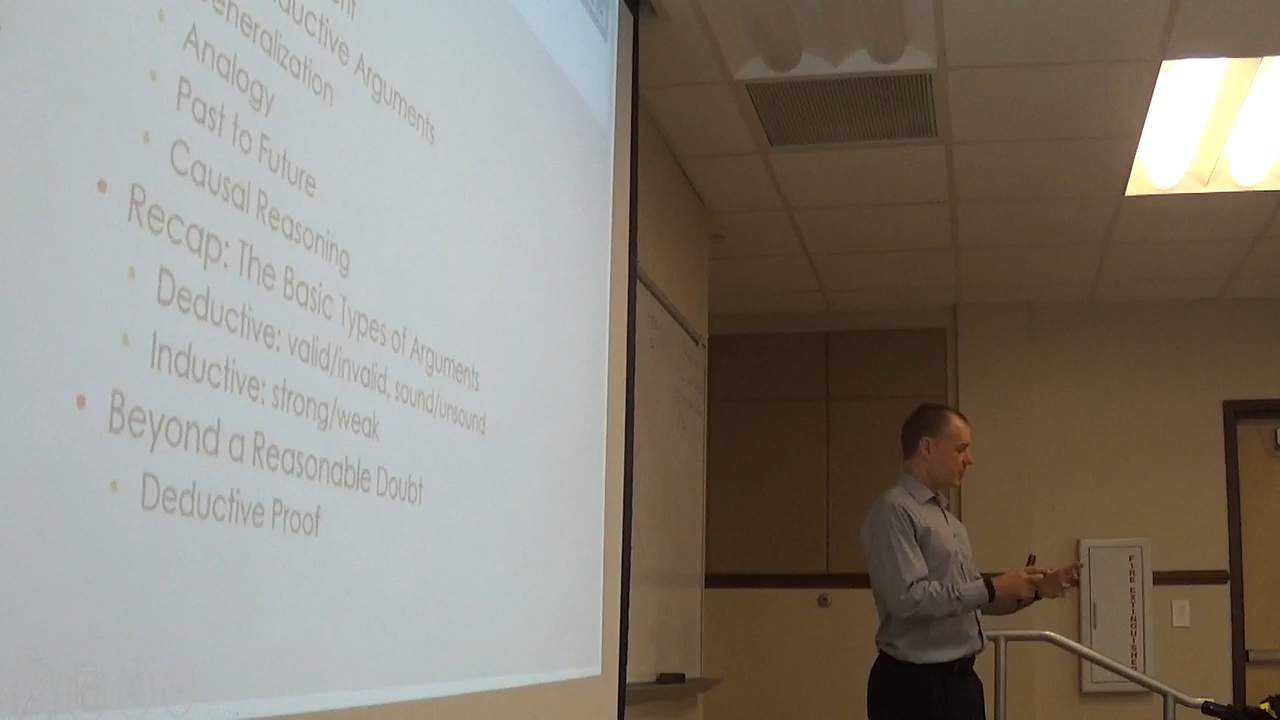 Arguments
Generalization
Analogy
Past to Future
Causal Reasoning
Recap: The Basic Types of Arguments
Deductive: valid/invalid, sound/unsound
Inductive: strong/weak
Beyond a Reasonable Doubt
Deductive Proof
FIRE EXTINGUISHER